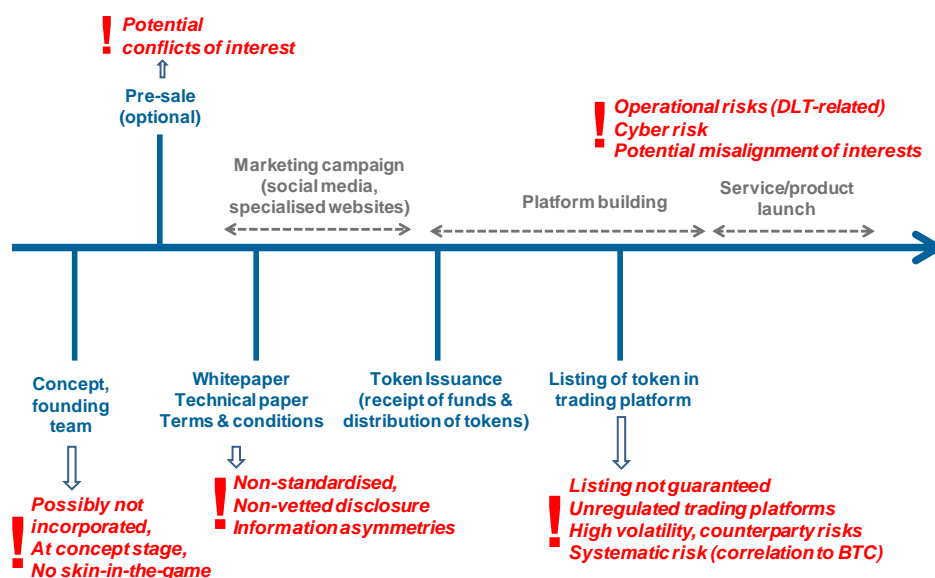 !
Potential
conflicts of interest
Pre-sale
(optional)
!
Operational risks (DLT-related)
Cyber risk
Potential misalignment of interests
Marketing campaign
(social media,
specialised websites)
Platform building
Service/product
launch
Concept,
founding
team
Whitepaper
Technical paper
Terms & conditions
Token Issuance
(receipt of funds &
distribution of tokens)
Listing of token in
trading platform
!
Possibly not
incorporated,
At concept stage,
No skin-in-the-game
!
Non-standardised,
Non-vetted disclosure
Information asymmetries
!
Listing not guaranteed
Unregulated trading platforms
High volatility, counterparty risks
Systematic risk (correlation to BTC)